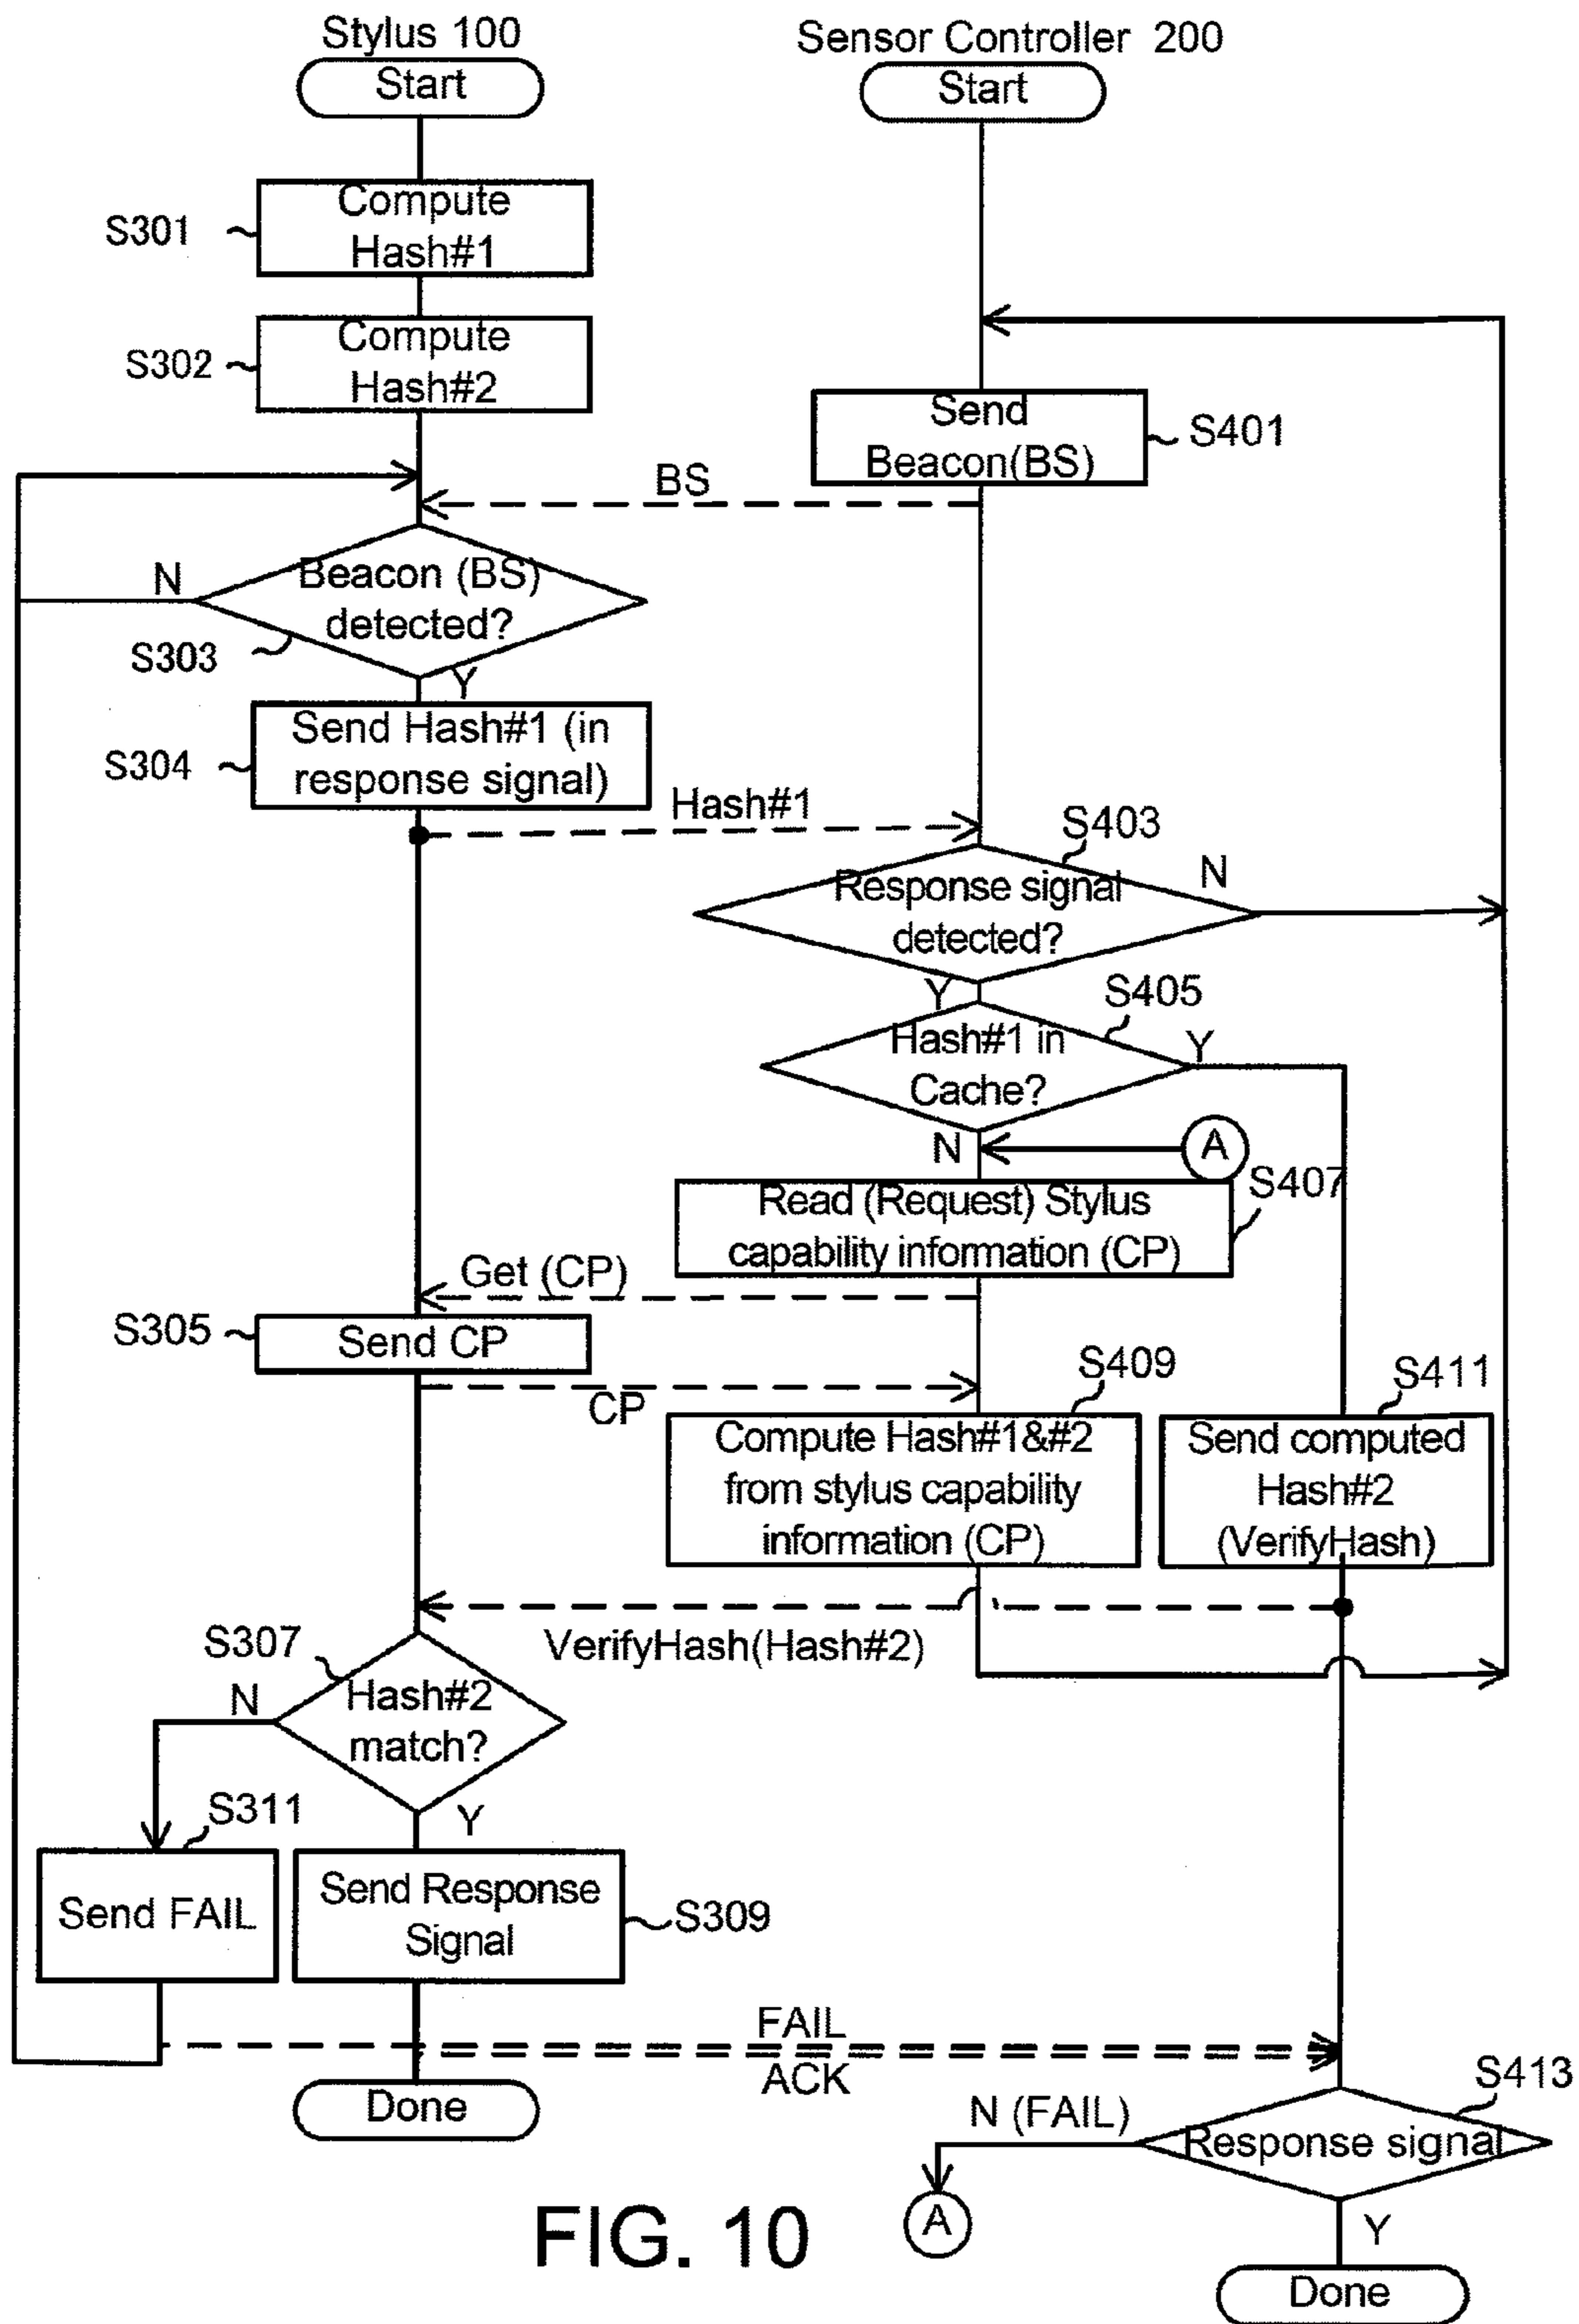 Stylus 100
Sensor Controller 200
Start
Start
S301
Compute
Hash#1
S302
Compute
Hash#2
Send
Beacon(BS)
S401
BS
N
Beacon (BS)
detected?
S303
Y
Send Hash#1 (in
response signal)
S304
Hash#1
S403
Response signal
detected?
N
Y
S405
Hash#1 in
Cache?
Y
N
A
S407
Read (Request) Stylus
capability information (CP)
Get (CP)
S305
Send CP
CP
S409
Compute Hash#1&#2
from stylus capability
information (CP)
S411
Send computed
Hash#2
(VerifyHash)
VerifyHash(Hash#2)
S307
N
Hash#2
match?
Y
S311
Send FAIL
Send Response
Signal
S309
FAIL
ACK
Done
S413
N (FAIL)
Response signal
A
Y
Done
FIG. 10